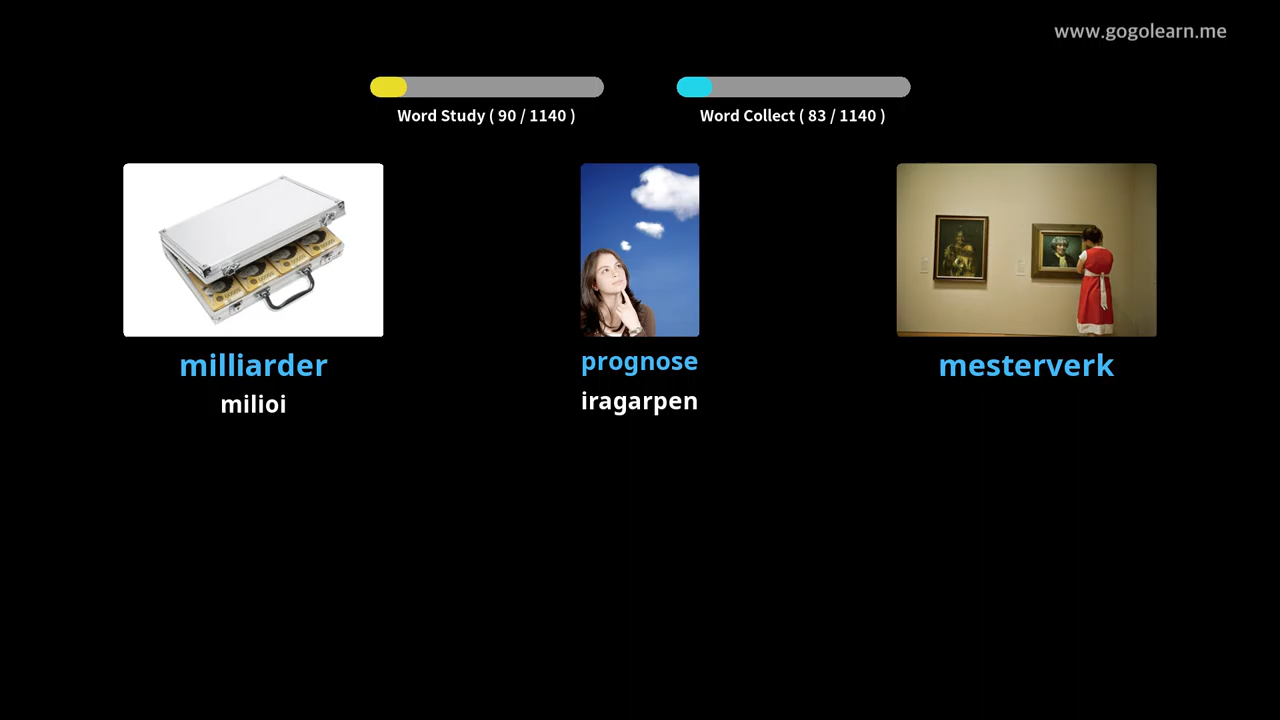 www.gogolearn.me
Word Study ( 90 / 1140 )
Word Collect ( 83 / 1140 )
milliarder
milioi
prognose
iragarpen
mesterverk